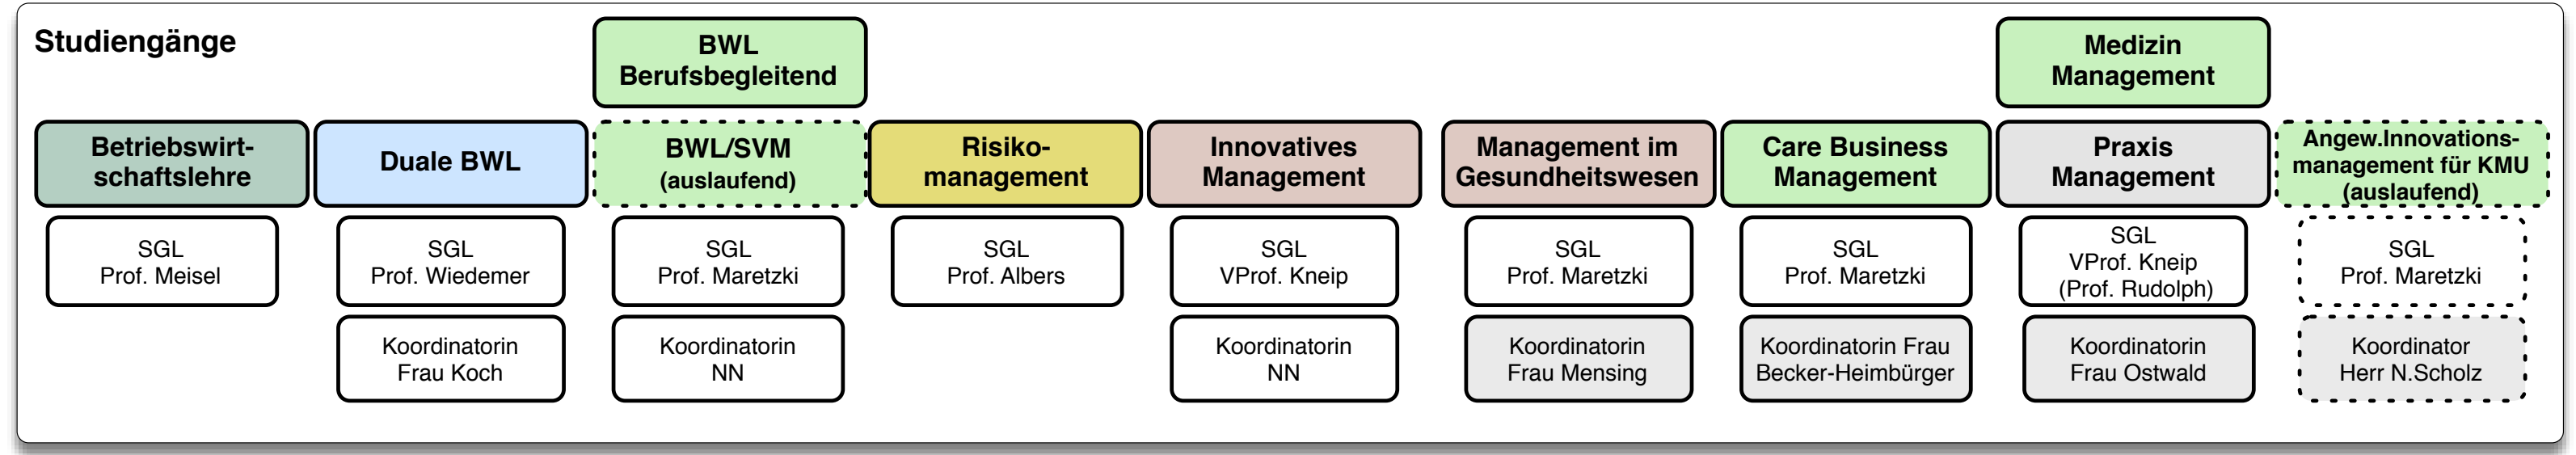 Studiengänge
BWL
Berufsbegleitend
Medizin
Management
Betriebswirt-
schaftslehre
Duale BWL
BWL/SVM
(auslaufend)
Risiko-
management
Innovatives
Management
Management im
Gesundheitswesen
Care Business
Management
Praxis
Management
Angew.Innovations-
management für KMU
(auslaufend)
SGL
Prof. Meisel
SGL
Prof. Wiedemer
SGL
Prof. Maretzki
SGL
Prof. Albers
SGL
VProf. Kneip
SGL
Prof. Maretzki
SGL
Prof. Maretzki
SGL
VProf. Kneip
(Prof. Rudolph)
SGL
Prof. Maretzki
Koordinatorin
Frau Koch
Koordinatorin
NN
Koordinatorin
NN
Koordinatorin
Frau Mensing
Koordinatorin Frau
Becker-Heimbürger
Koordinatorin
Frau Ostwald
Koordinator
Herr N.Scholz